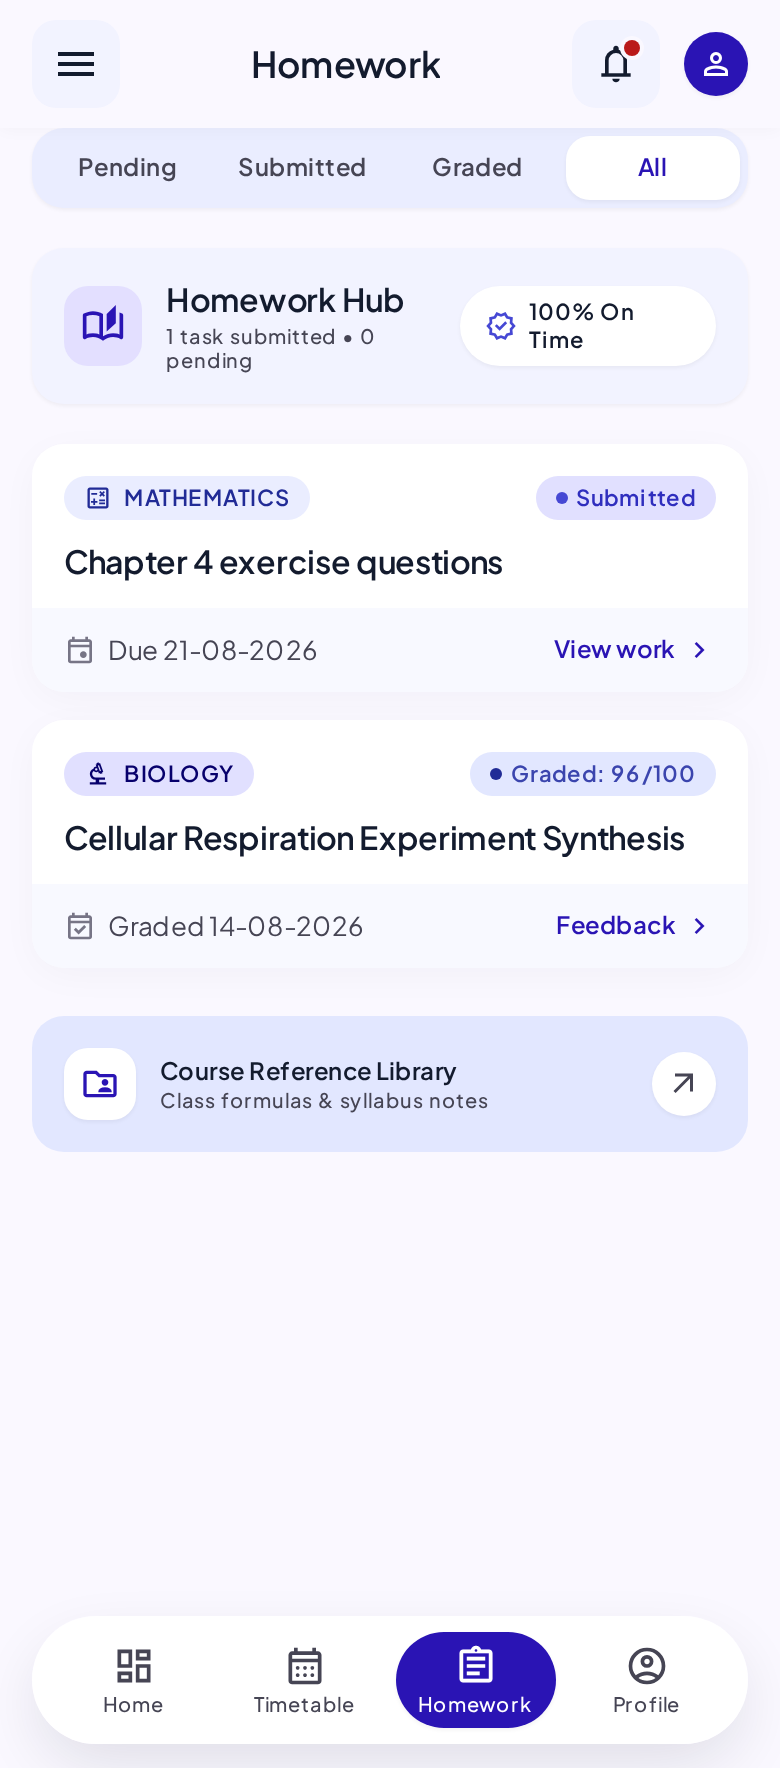 Homework
Pending
Submitted
Graded
All
Homework Hub
1 task submitted • 0
pending
100% On
Time
MATHEMATICS
Submitted
Chapter 4 exercise questions
Due 21-08-2026
View work
BIOLOGY
Graded: 96/100
Cellular Respiration Experiment Synthesis
Graded 14-08-2026
Feedback
Course Reference Library
Class formulas & syllabus notes
Home
Timetable
Homework
Profile